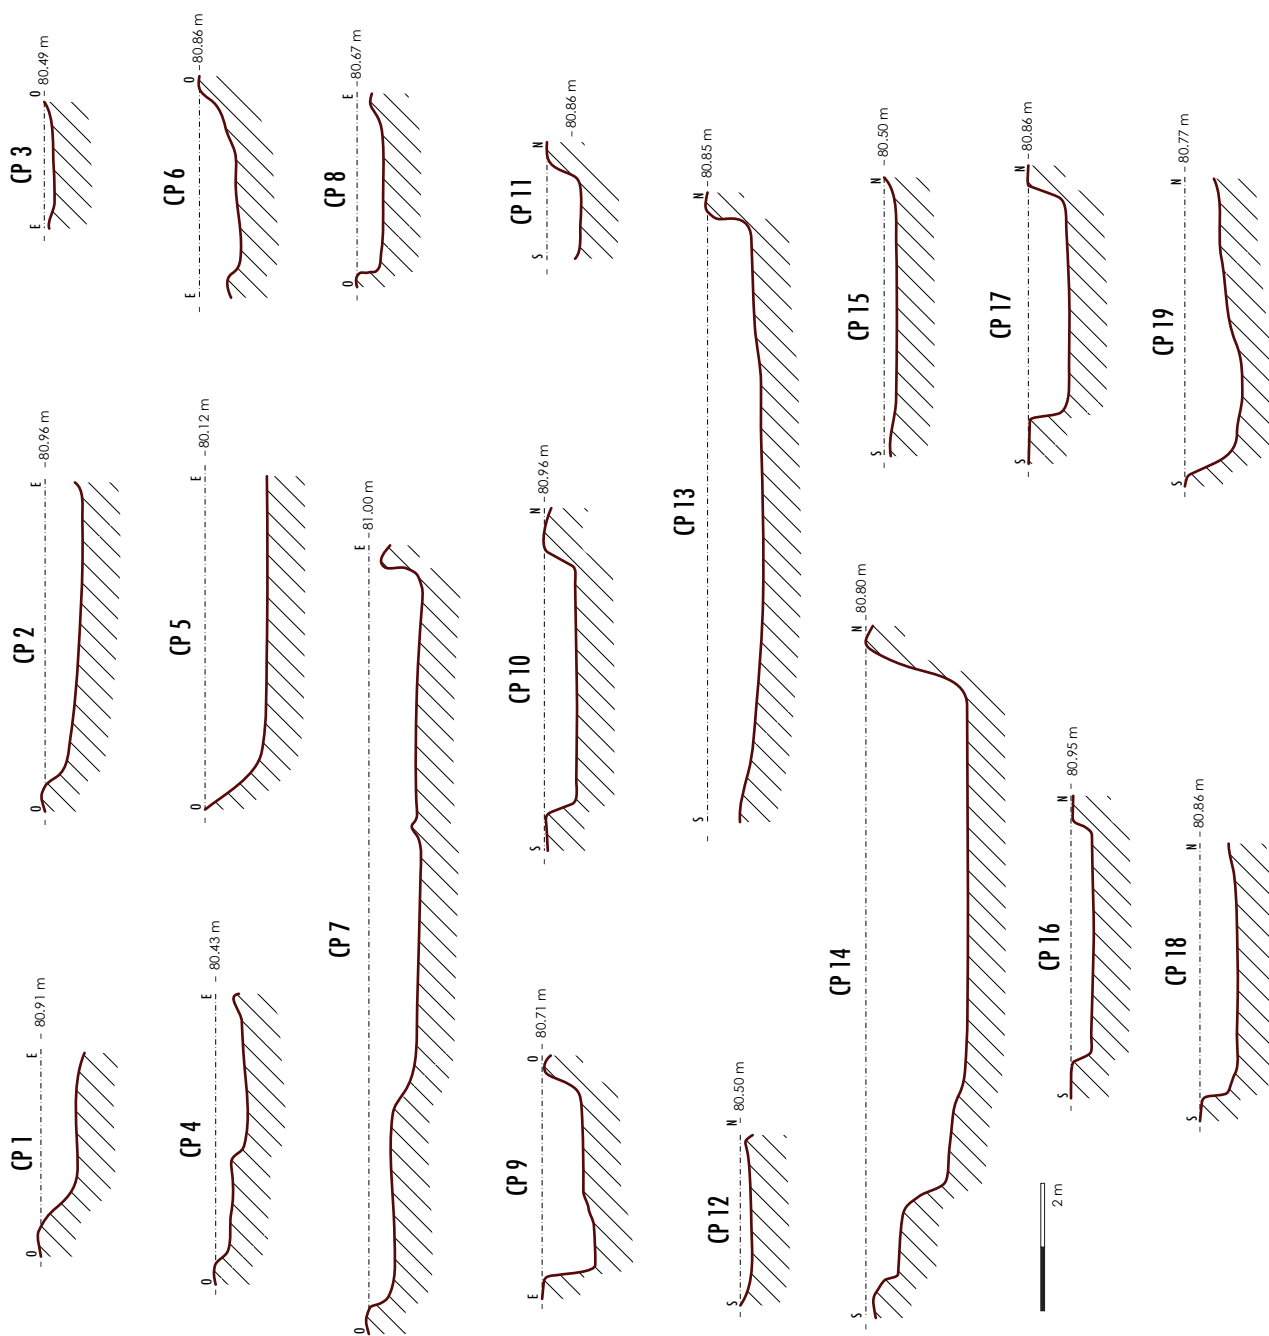 CP 1
O
E
80.91 m
CP 2
O
E
80.96 m
CP 3
E
O
80.49 m
CP 4
O
E
80.43 m
CP 5
O
E
80.12 m
CP 6
E
O
80.86 m
CP 7
O
E
81.00 m
CP 8
O
E
80.67 m
CP 9
E
O
80.71 m
CP 10
S
N
80.96 m
CP 11
S
N
80.86 m
CP 12
S
N
80.50 m
CP 13
S
N
80.85 m
CP 14
S
N
80.80 m
CP 15
S
N
80.50 m
CP 16
S
N
80.95 m
CP 17
S
N
80.86 m
CP 18
S
N
80.86 m
CP 19
S
N
80.77 m
2 m